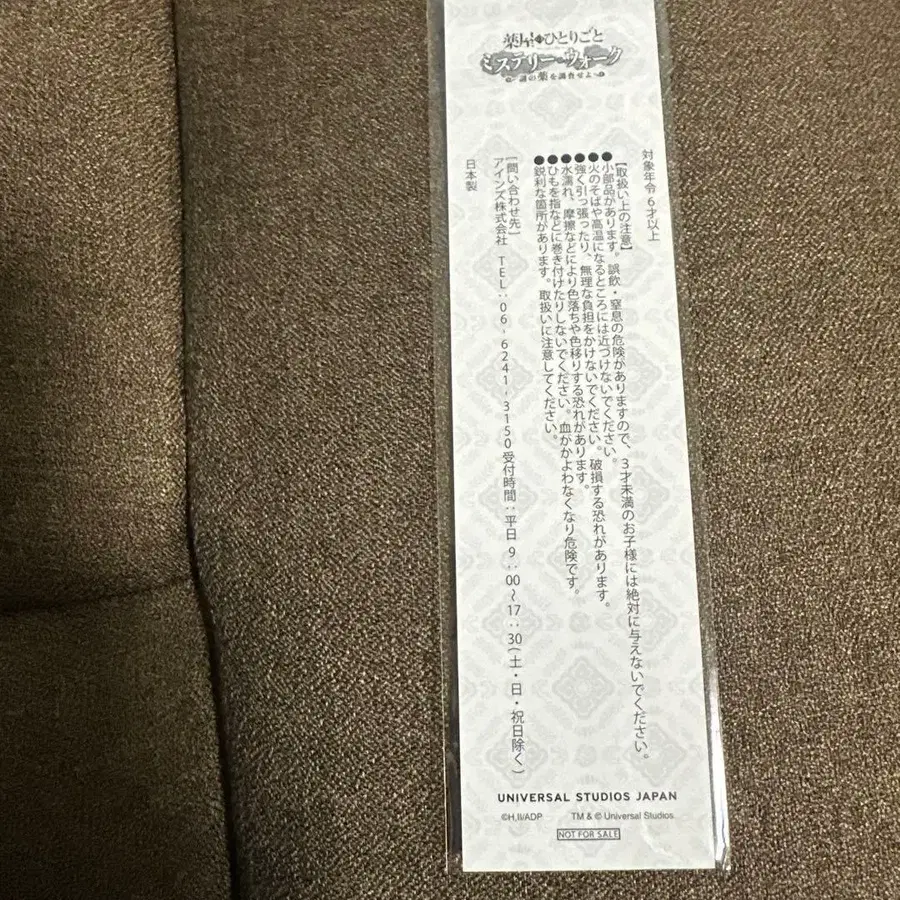 薬屋のひとりごと
ミステリー・ウォーク
～謎の薬を調査せよ～
対象年令6才以上
【取扱い上の注意】
●小部品があります。誤飲・窒息の危険がありますので、3才未満のお子様には絶対に与えないでください。
●火のそばや高温になるところには近づけないでください。
●強く引っ張ったり、無理な負担をかけないでください。破損する恐れがあります。
●水濡れ、摩擦などにより色落ちや色移りする恐れがあります。
●ひもを指などに巻き付けたりしないでください。血がかよわなくなり危険です。
●鋭利な箇所があります。取扱いに注意してください。
[問い合わせ先]
アインズ株式会社 TEL:06-6241-3150 受付時間:平日 9:00～17:30(土・日・祝日除く)
日本製
UNIVERSAL STUDIOS JAPAN
©H,II/ADP TM & © Universal Studios.
NOT FOR SALE